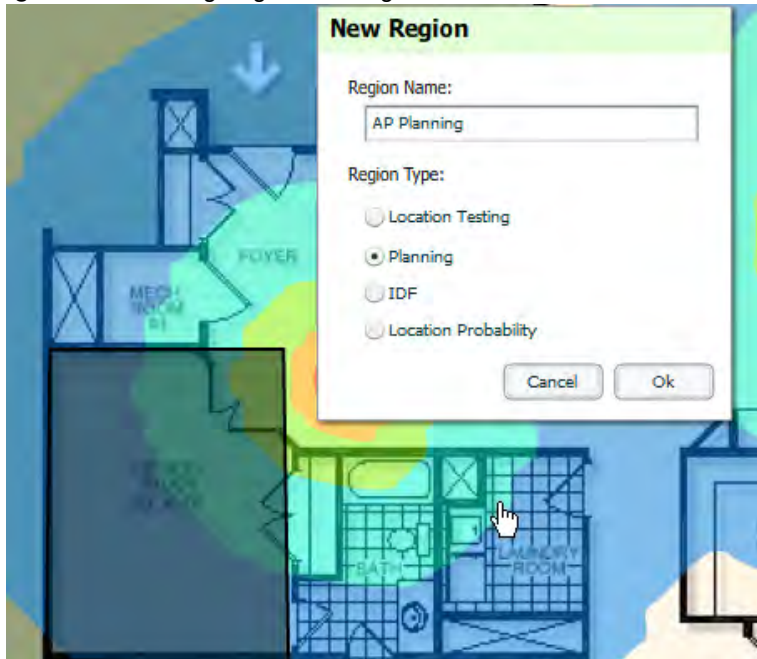 New Region
Region Name:
AP Planning
Region Type:
Location Testing
Planning
IDF
Location Probability
Cancel
Ok
FOYER
MECH
ROOM
BATH
LAUNDRY
ROOM